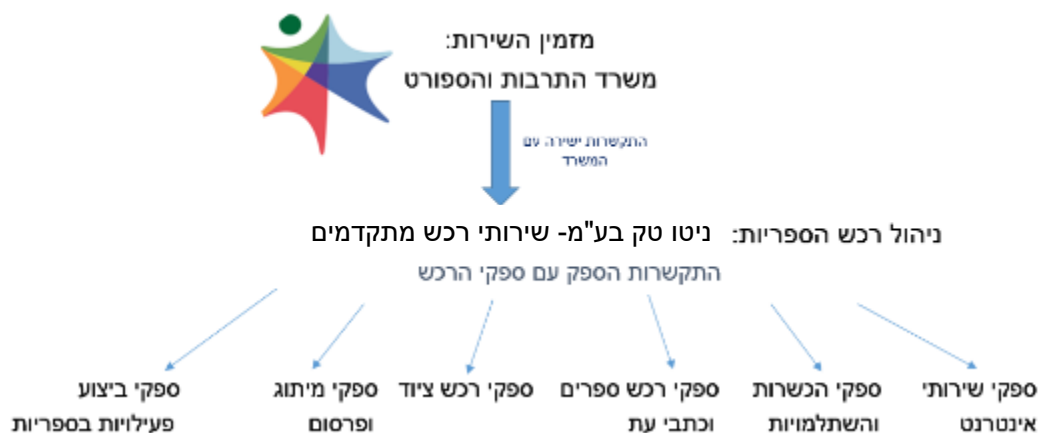 מזמין השירות:
משרד התרבות והספורט
התקשרות ישירה עם
המשרד
ניהול רכש הספריות: ניטו טק בע"מ- שירותי רכש מתקדמים
התקשרות הספק עם ספקי הרכש
ספקי שירותי
אינטרנט
ספקי הכשרות
והשתלמויות
ספקי רכש ספרים
וכתבי עת
ספקי רכש ציוד
ספקי מיתוג
ופרסום
ספקי ביצוע
פעילויות בספריות